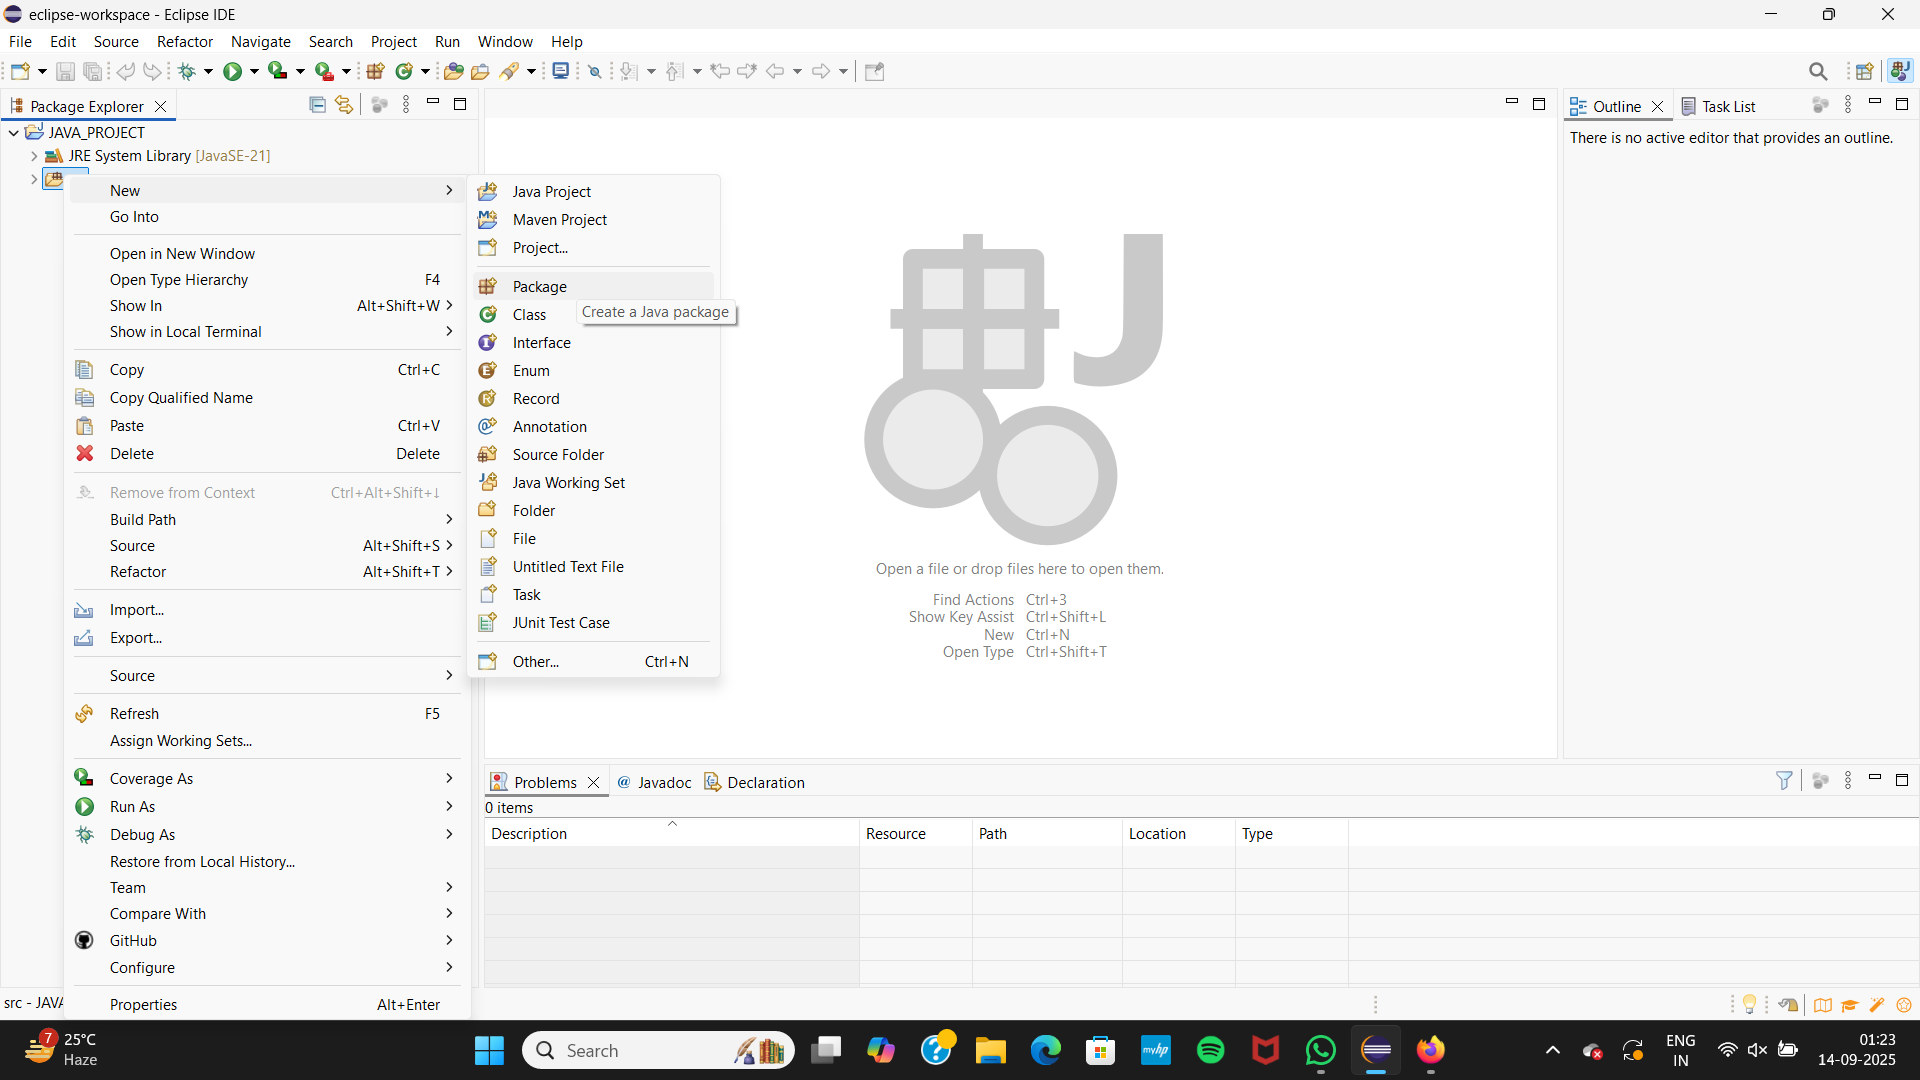 eclipse-workspace - Eclipse IDE
File Edit Source Refactor Navigate Search Project Run Window Help
Package Explorer
JAVA_PROJECT
JRE System Library [JavaSE-21]
New
Go Into
Open in New Window
Open Type Hierarchy F4
Show In Alt+Shift+W
Show in Local Terminal
Copy Ctrl+C
Copy Qualified Name
Paste Ctrl+V
Delete Delete
Remove from Context Ctrl+Alt+Shift+↓
Build Path
Source Alt+Shift+S
Refactor Alt+Shift+T
Import...
Export...
Source
Refresh F5
Assign Working Sets...
Coverage As
Run As
Debug As
Restore from Local History...
Team
Compare With
GitHub
Configure
Properties Alt+Enter
Java Project
Maven Project
Project...
Package
Create a Java package
Class
Interface
Enum
Record
Annotation
Source Folder
Java Working Set
Folder
File
Untitled Text File
Task
JUnit Test Case
Other... Ctrl+N
J
Open a file or drop files here to open them.
Find Actions Ctrl+3
Show Key Assist Ctrl+Shift+L
New Ctrl+N
Open Type Ctrl+Shift+T
Outline Task List
There is no active editor that provides an outline.
Problems @ Javadoc Declaration
0 items
Description Resource Path Location Type
src - JAVA
7
25°C
Haze
Search
myhp
ENG
IN
01:23
14-09-2025